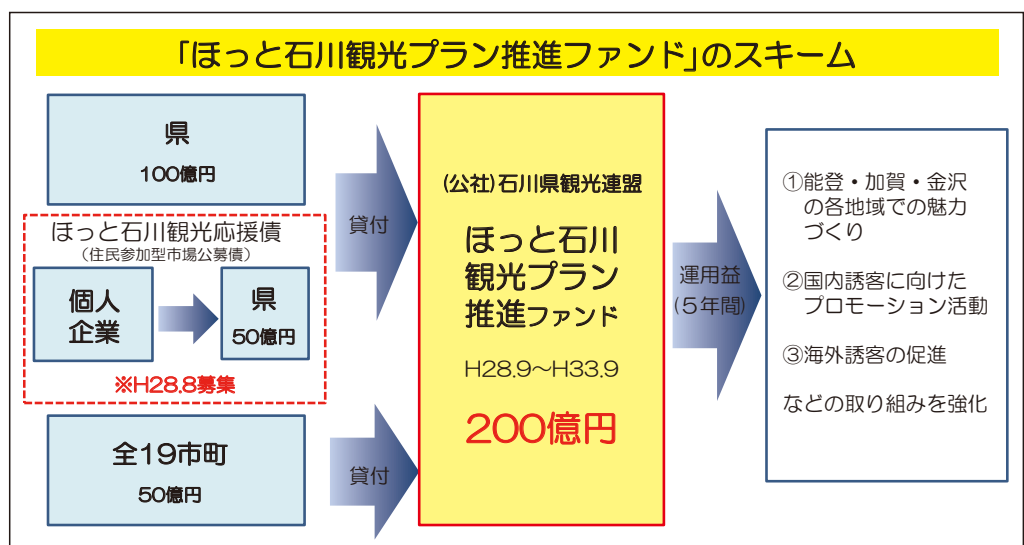 「ほっと石川観光プラン推進ファンド」のスキーム
県
100億円
ほっと石川観光応援債
(住民参加型市場公募債)
個人
企業
県
50億円
※H28.8募集
全19市町
50億円
貸付
貸付
(公社)石川県観光連盟
ほっと石川
観光プラン
推進ファンド
H28.9〜H33.9
200億円
運用益
(5年間)
①能登・加賀・金沢
の各地域での魅力
づくり
②国内誘客に向けた
プロモーション活動
③海外誘客の促進
などの取り組みを強化